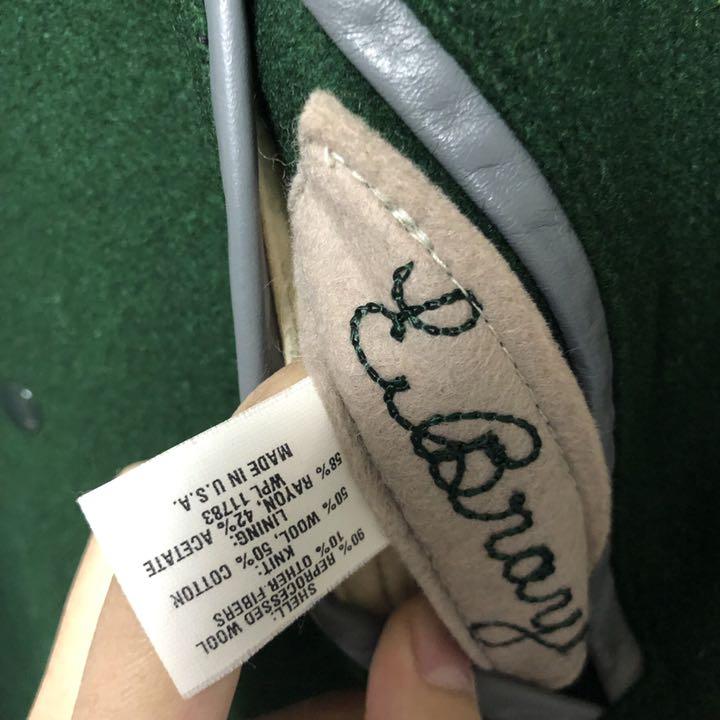 SHELL:
90% REPROCESSED WOOL
10% OTHER FIBERS
KNIT:
50% WOOL, 50% COTTON
LINING:
58% RAYON, 42% ACETATE
WPL 11783
MADE IN U.S.A.
R. Bray